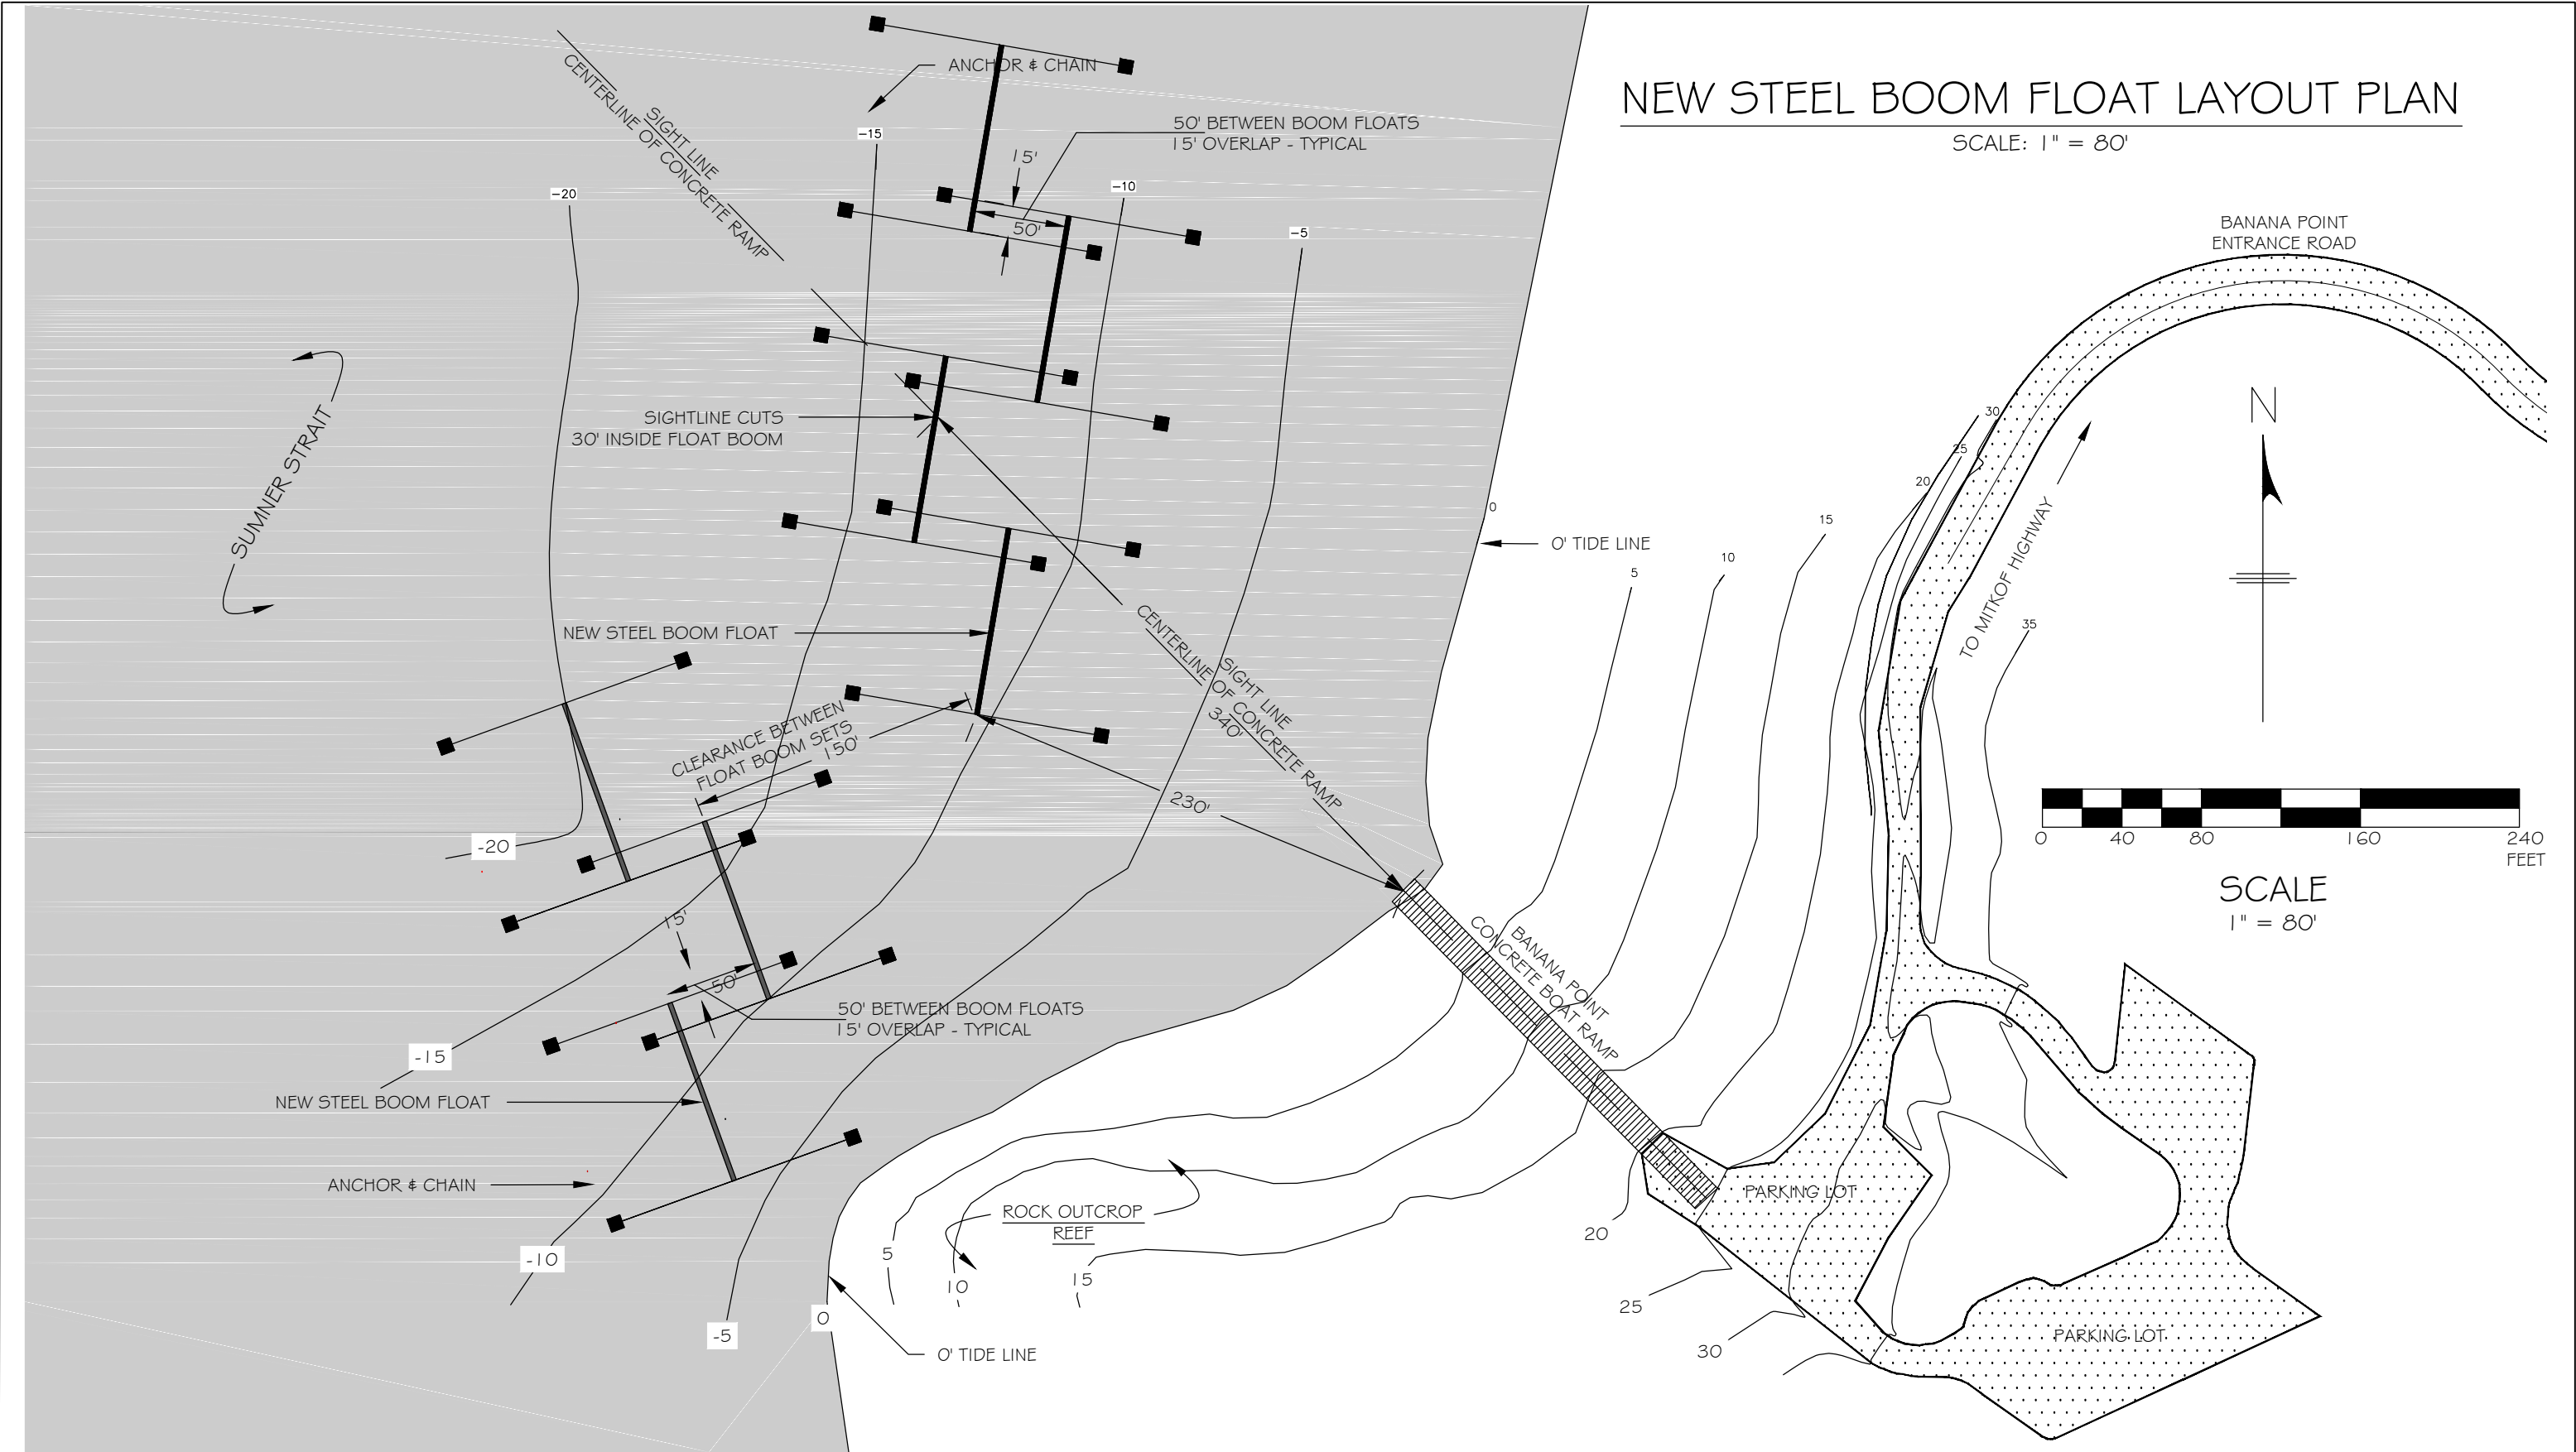 NEW STEEL BOOM FLOAT LAYOUT PLAN
SCALE: 1" = 80'
ANCHOR & CHAIN
SIGHT LINE
CENTERLINE OF CONCRETE RAMP
-15
50' BETWEEN BOOM FLOATS
15' OVERLAP - TYPICAL
15'
50'
-20
-10
-5
BANANA POINT
ENTRANCE ROAD
SIGHTLINE CUTS
30' INSIDE FLOAT BOOM
SUMNER STRAIT
0
0' TIDE LINE
5
10
15
20
25
30
35
TO MITKOF HIGHWAY
N
NEW STEEL BOOM FLOAT
SIGHT LINE
CENTERLINE OF CONCRETE RAMP
340'
CLEARANCE BETWEEN
FLOAT BOOM SETS
150'
230'
0
40
80
160
240
FEET
SCALE
1" = 80'
-20
15'
50'
50' BETWEEN BOOM FLOATS
15' OVERLAP - TYPICAL
BANANA POINT
CONCRETE BOAT RAMP
-15
NEW STEEL BOOM FLOAT
ANCHOR & CHAIN
ROCK OUTCROP
REEF
PARKING LOT
20
-10
5
10
15
25
-5
0
0' TIDE LINE
30
PARKING LOT